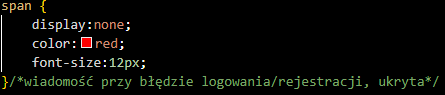 span {
display:none;
color:red;
font-size:12px;
}/*wiadomość przy błędzie logowania/rejestracji, ukryta*/